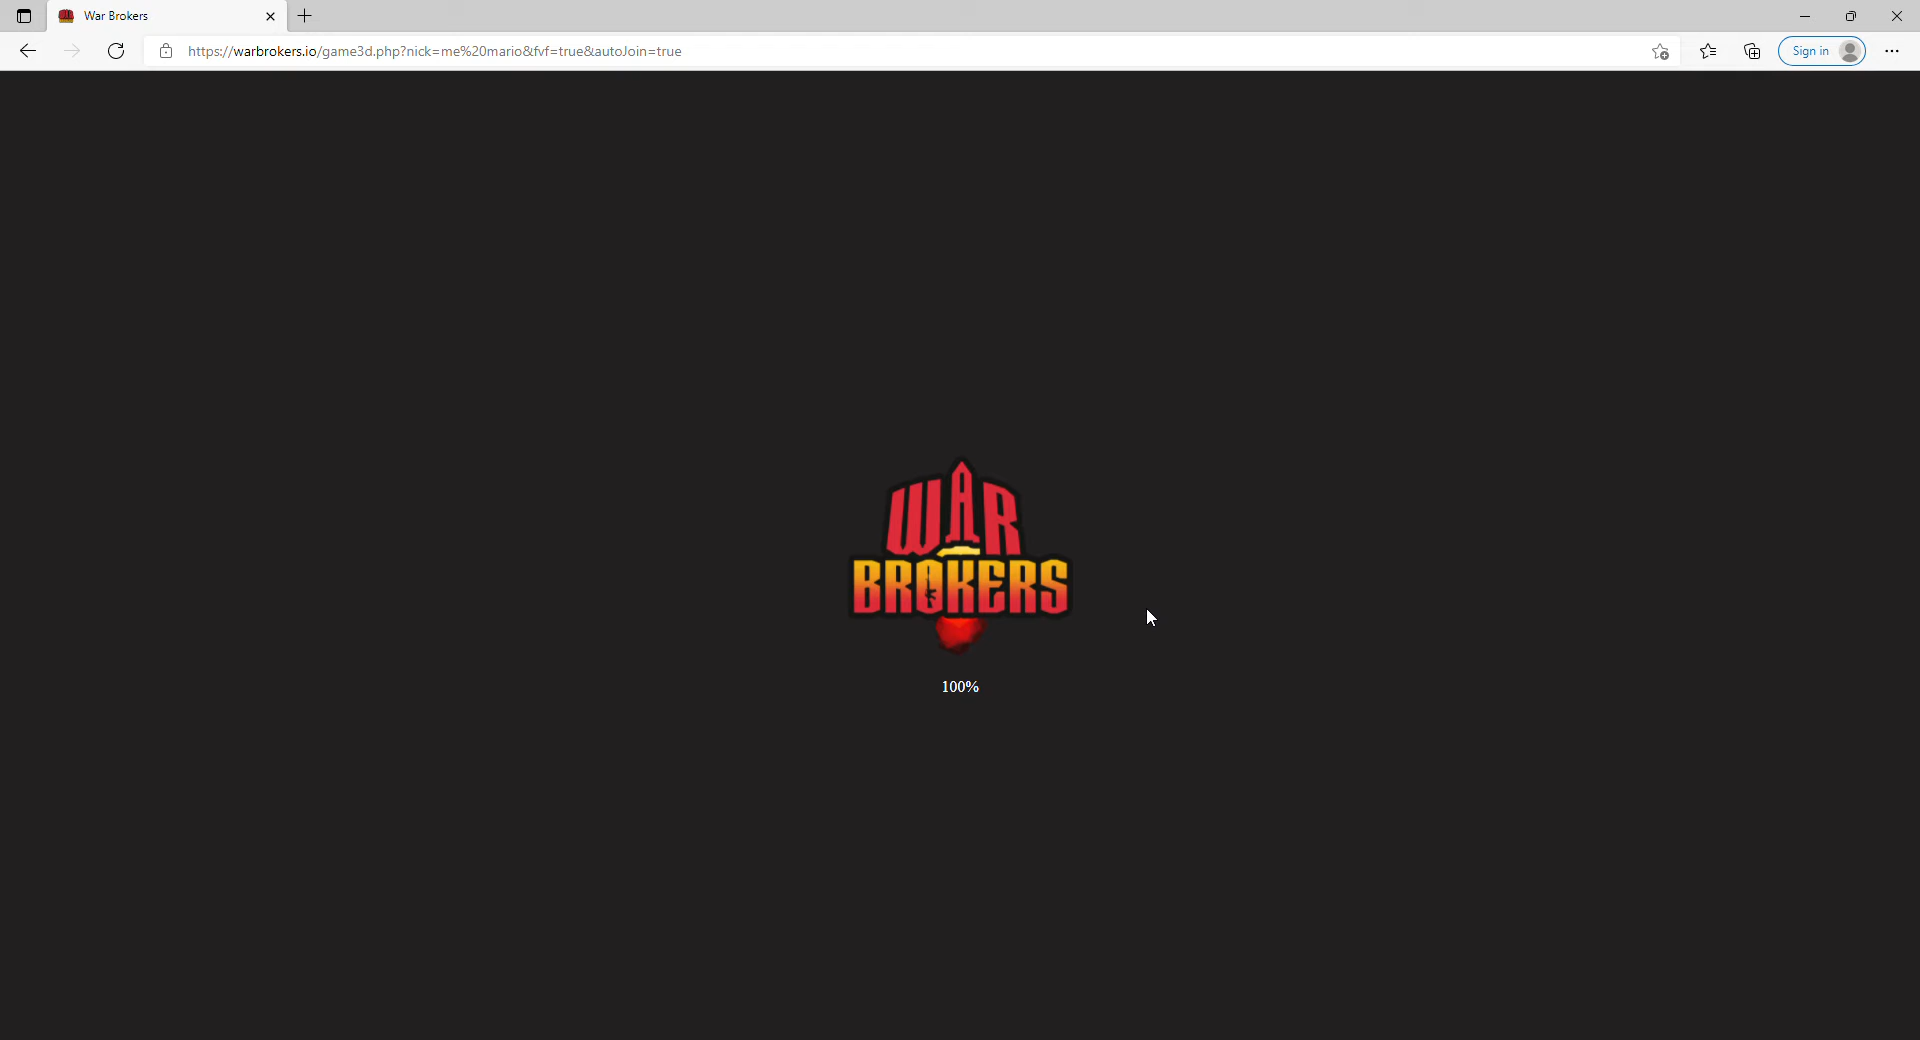 War Brokers
https://warbrokers.io/game3d.php?nick=me%20mario&fvf=true&autoJoin=true
Sign in
WAR
BROKERS
100%